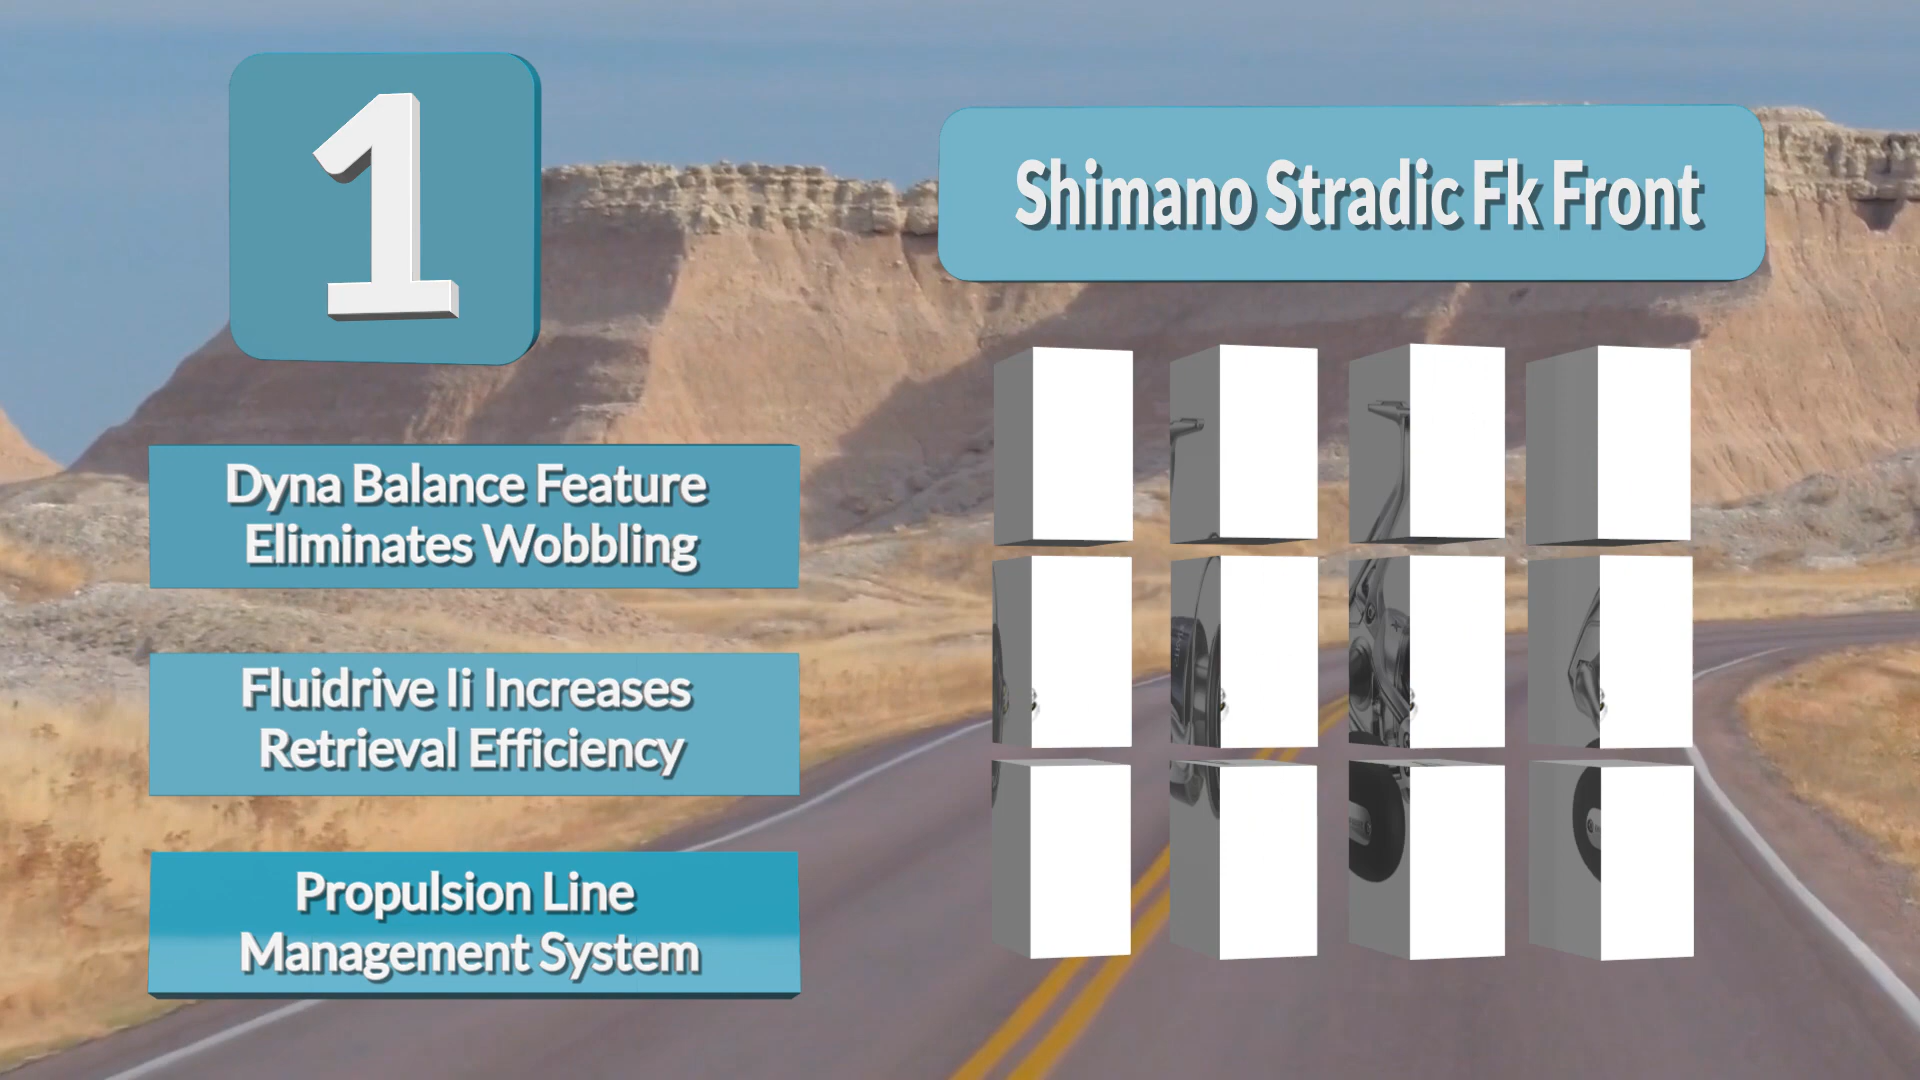 1
Shimano Stradic Fk Front
Dyna Balance Feature
Eliminates Wobbling
Fluidrive Ii Increases
Retrieval Efficiency
Propulsion Line
Management System